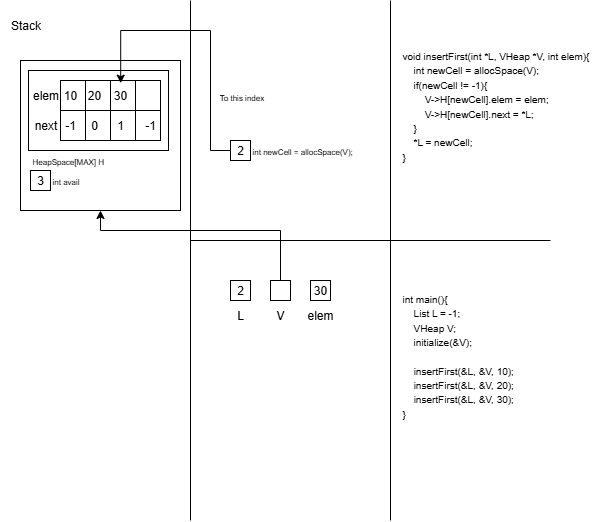 Stack
elem 10 20 30
next -1 0 1 -1
HeapSpace[MAX] H
3 int avail
To this index
2 int newCell = allocSpace(V);
2 30
L V elem
void insertFirst(int *L, VHeap *V, int elem){
int newCell = allocSpace(V);
if(newCell != -1){
V->H[newCell].elem = elem;
V->H[newCell].next = *L;
}
*L = newCell;
}
int main(){
List L = -1;
VHeap V;
initialize(&V);
insertFirst(&L, &V, 10);
insertFirst(&L, &V, 20);
insertFirst(&L, &V, 30);
}